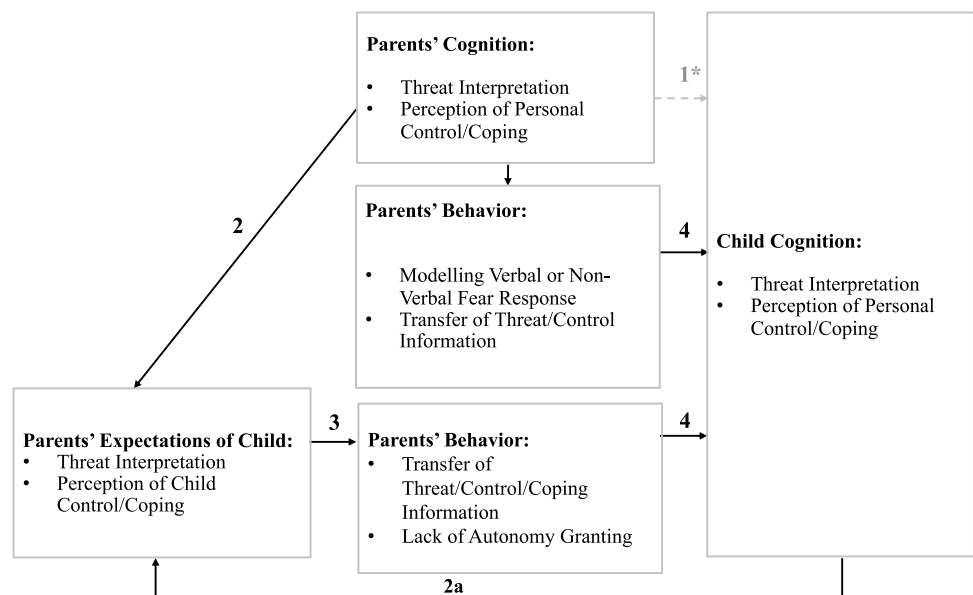 Parents’ Cognition:
• Threat Interpretation
• Perception of Personal
Control/Coping
1*
2
Parents’ Behavior:
• Modelling Verbal or Non-
Verbal Fear Response
• Transfer of Threat/Control
Information
4
Child Cognition:
• Threat Interpretation
• Perception of Personal
Control/Coping
Parents’ Expectations of Child:
• Threat Interpretation
• Perception of Child
Control/Coping
3
Parents’ Behavior:
• Transfer of
Threat/Control/Coping
Information
• Lack of Autonomy Granting
4
2a